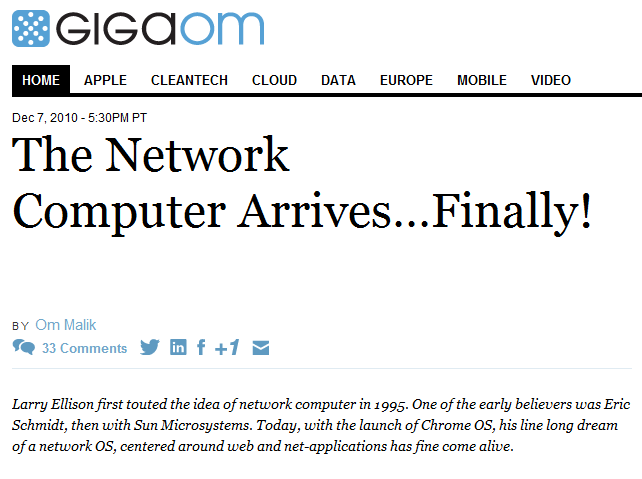 GIGAOM
HOME APPLE CLEANTECH CLOUD DATA EUROPE MOBILE VIDEO
Dec 7, 2010 - 5:30PM PT
The Network
Computer Arrives...Finally!
BY Om Malik
33 Comments +1
Larry Ellison first touted the idea of network computer in 1995. One of the early believers was Eric
Schmidt, then with Sun Microsystems. Today, with the launch of Chrome OS, his line long dream
of a network OS, centered around web and net-applications has fine come alive.